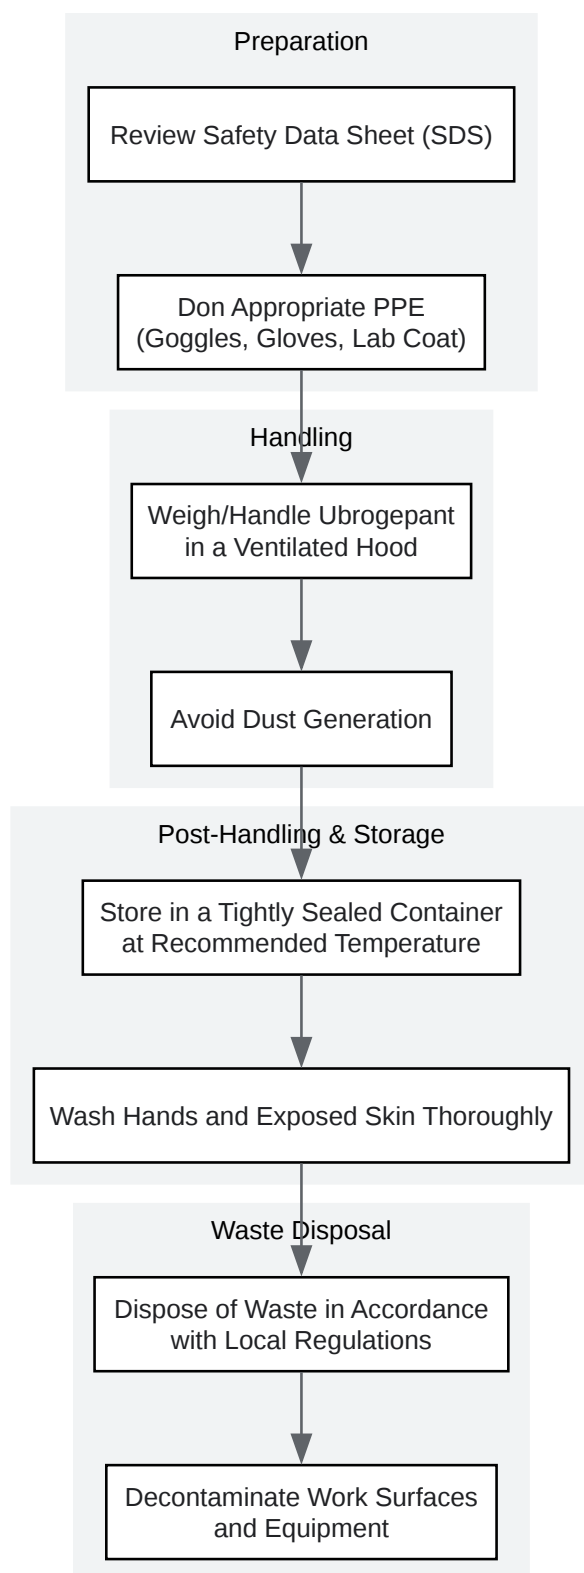 Preparation
Review Safety Data Sheet (SDS)
Don Appropriate PPE
(Goggles, Gloves, Lab Coat)
Handling
Weigh/Handle Ubrogepant
in a Ventilated Hood
Avoid Dust Generation
Post-Handling & Storage
Store in a Tightly Sealed Container
at Recommended Temperature
Wash Hands and Exposed Skin Thoroughly
Waste Disposal
Dispose of Waste in Accordance
with Local Regulations
Decontaminate Work Surfaces
and Equipment